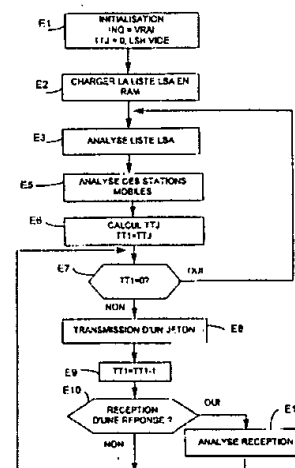 E1
INITIALISATION
INQ = VRAI
TTJ = 0, LSH VIDE
E2
CHARGER LA LISTE LSA EN
RAM
E3
ANALYSE LISTE LSA
E5
ANALYSE DES STATIONS
MOBILES
E6
CALCUL TTJ
TT1=TTJ
E7
TT1=0?
OUI
NON
TRANSMISSION D'UN JETON
E8
E9
TT1=TT1-1
E10
RECEPTION
D'UNE REPONSE ?
OUI
NON
ANALYSE RECEPTION